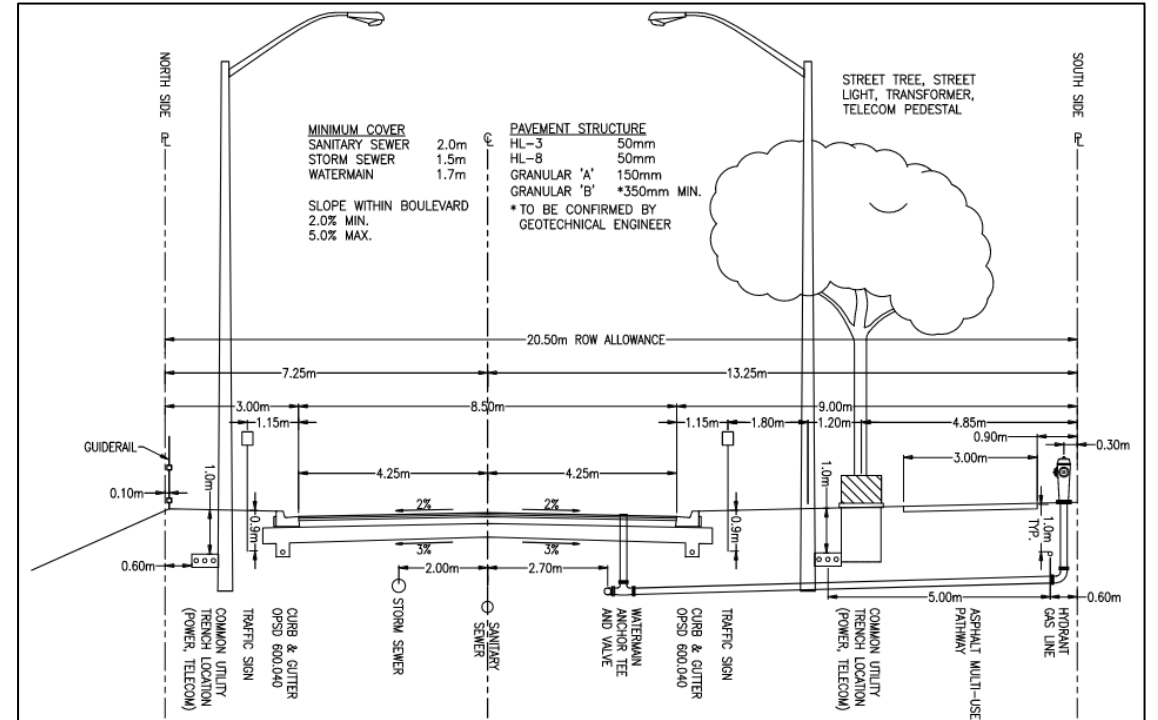 NORTH SIDE
℄
SOUTH SIDE
STREET TREE, STREET
LIGHT, TRANSFORMER,
TELECOM PEDESTAL
MINIMUM COVER
SANITARY SEWER 2.0m
STORM SEWER 1.5m
WATERMAIN 1.7m
SLOPE WITHIN BOULEVARD
2.0% MIN.
5.0% MAX.
PAVEMENT STRUCTURE
HL-3 50mm
HL-8 50mm
GRANULAR 'A' 150mm
GRANULAR 'B' *350mm MIN.
* TO BE CONFIRMED BY
GEOTECHNICAL ENGINEER
20.50m ROW ALLOWANCE
7.25m
13.25m
3.00m
8.50m
9.00m
1.15m
1.15m
1.80m
1.20m
4.85m
0.90m
0.30m
GUIDERAIL
4.25m
4.25m
3.00m
0.10m
1.0m
0.9m
2%
2%
3%
3%
0.9m
1.0m
1.0m
TYP.
0.60m
2.00m
2.70m
5.00m
0.60m
COMMON UTILITY
TRENCH LOCATION
(POWER, TELECOM)
TRAFFIC SIGN
CURB & GUTTER
OPSD 600.040
STORM SEWER
SANITARY
SEWER
WATERMAIN
ANCHOR TEE
AND VALVE
CURB & GUTTER
OPSD 600.040
TRAFFIC SIGN
COMMON UTILITY
TRENCH LOCATION
(POWER, TELECOM)
ASPHALT MULTI-USE
PATHWAY
HYDRANT
GAS LINE